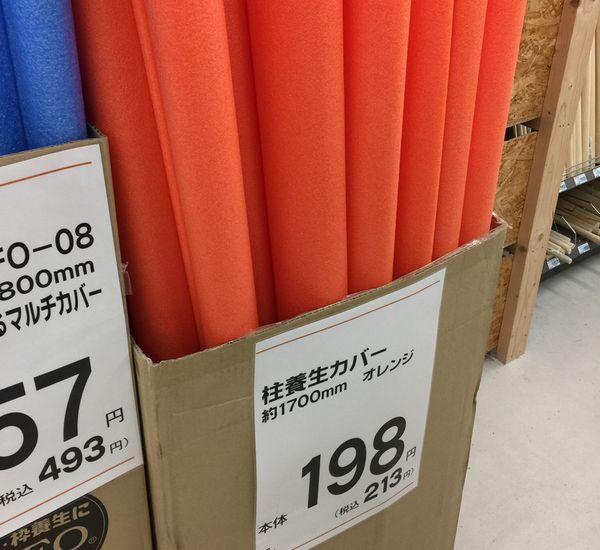 FO-08
800mm
るマルチカバー
57円
税込 493円)
枠養生に
柱養生カバー
約1700mm オレンジ
本体 198円
(税込 213円)